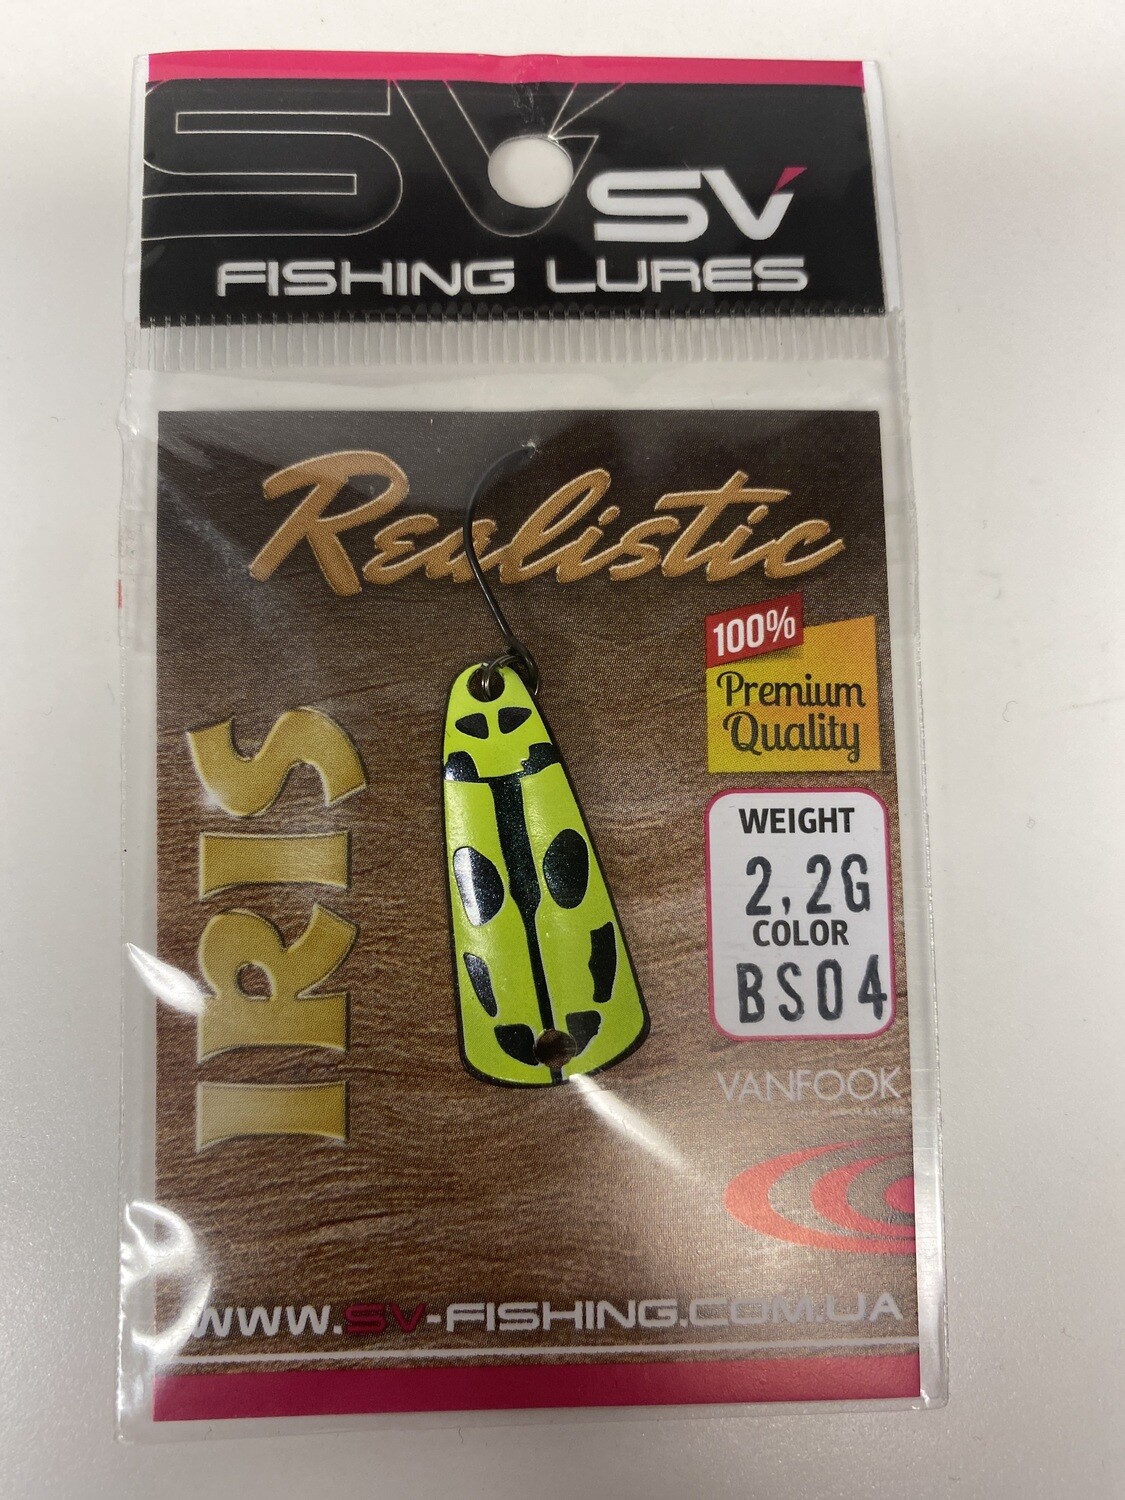 SV
SV
FISHING LURES
Realistic
100%
Premium
Quality
IRIS
WEIGHT
2,2G
COLOR
BS04
VANFOOK
WWW.SV-FISHING.COM.UA